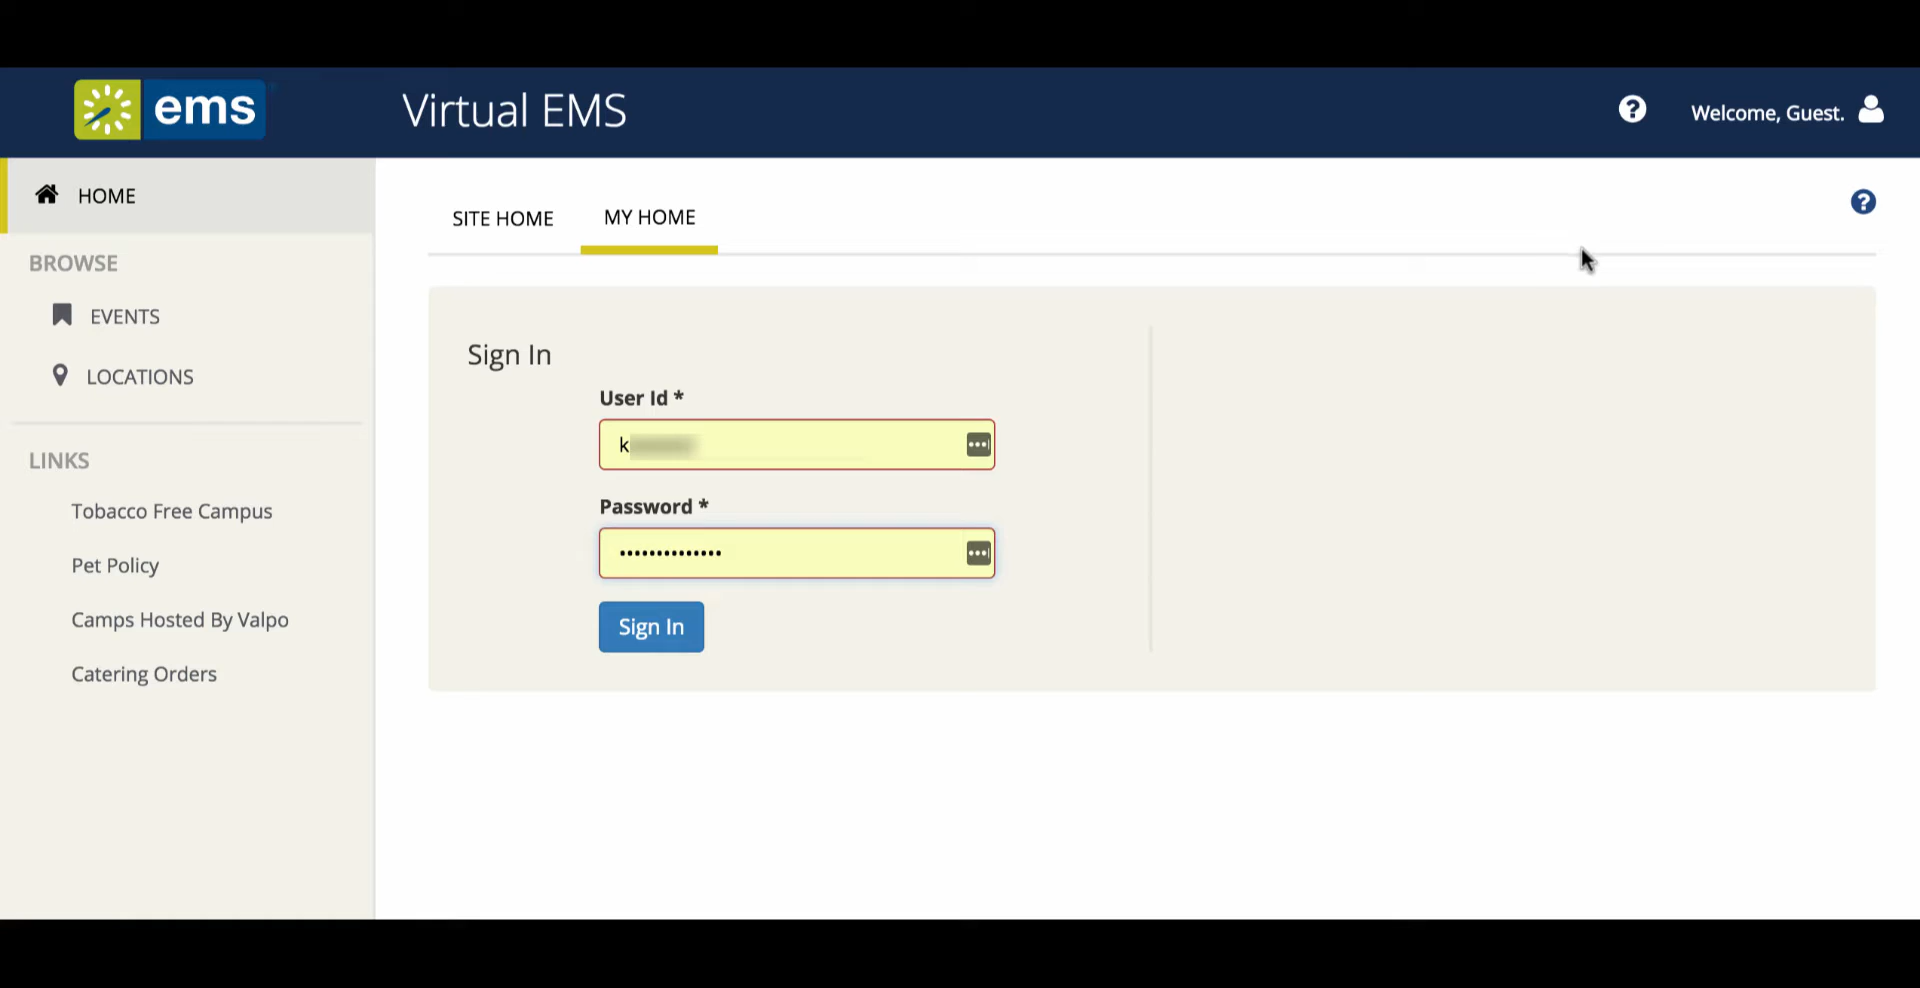 ems
Virtual EMS
Welcome, Guest.
HOME
BROWSE
EVENTS
LOCATIONS
LINKS
Tobacco Free Campus
Pet Policy
Camps Hosted By Valpo
Catering Orders
SITE HOME
MY HOME
Sign In
User Id *
k
Password *
••••••••••••••
Sign In